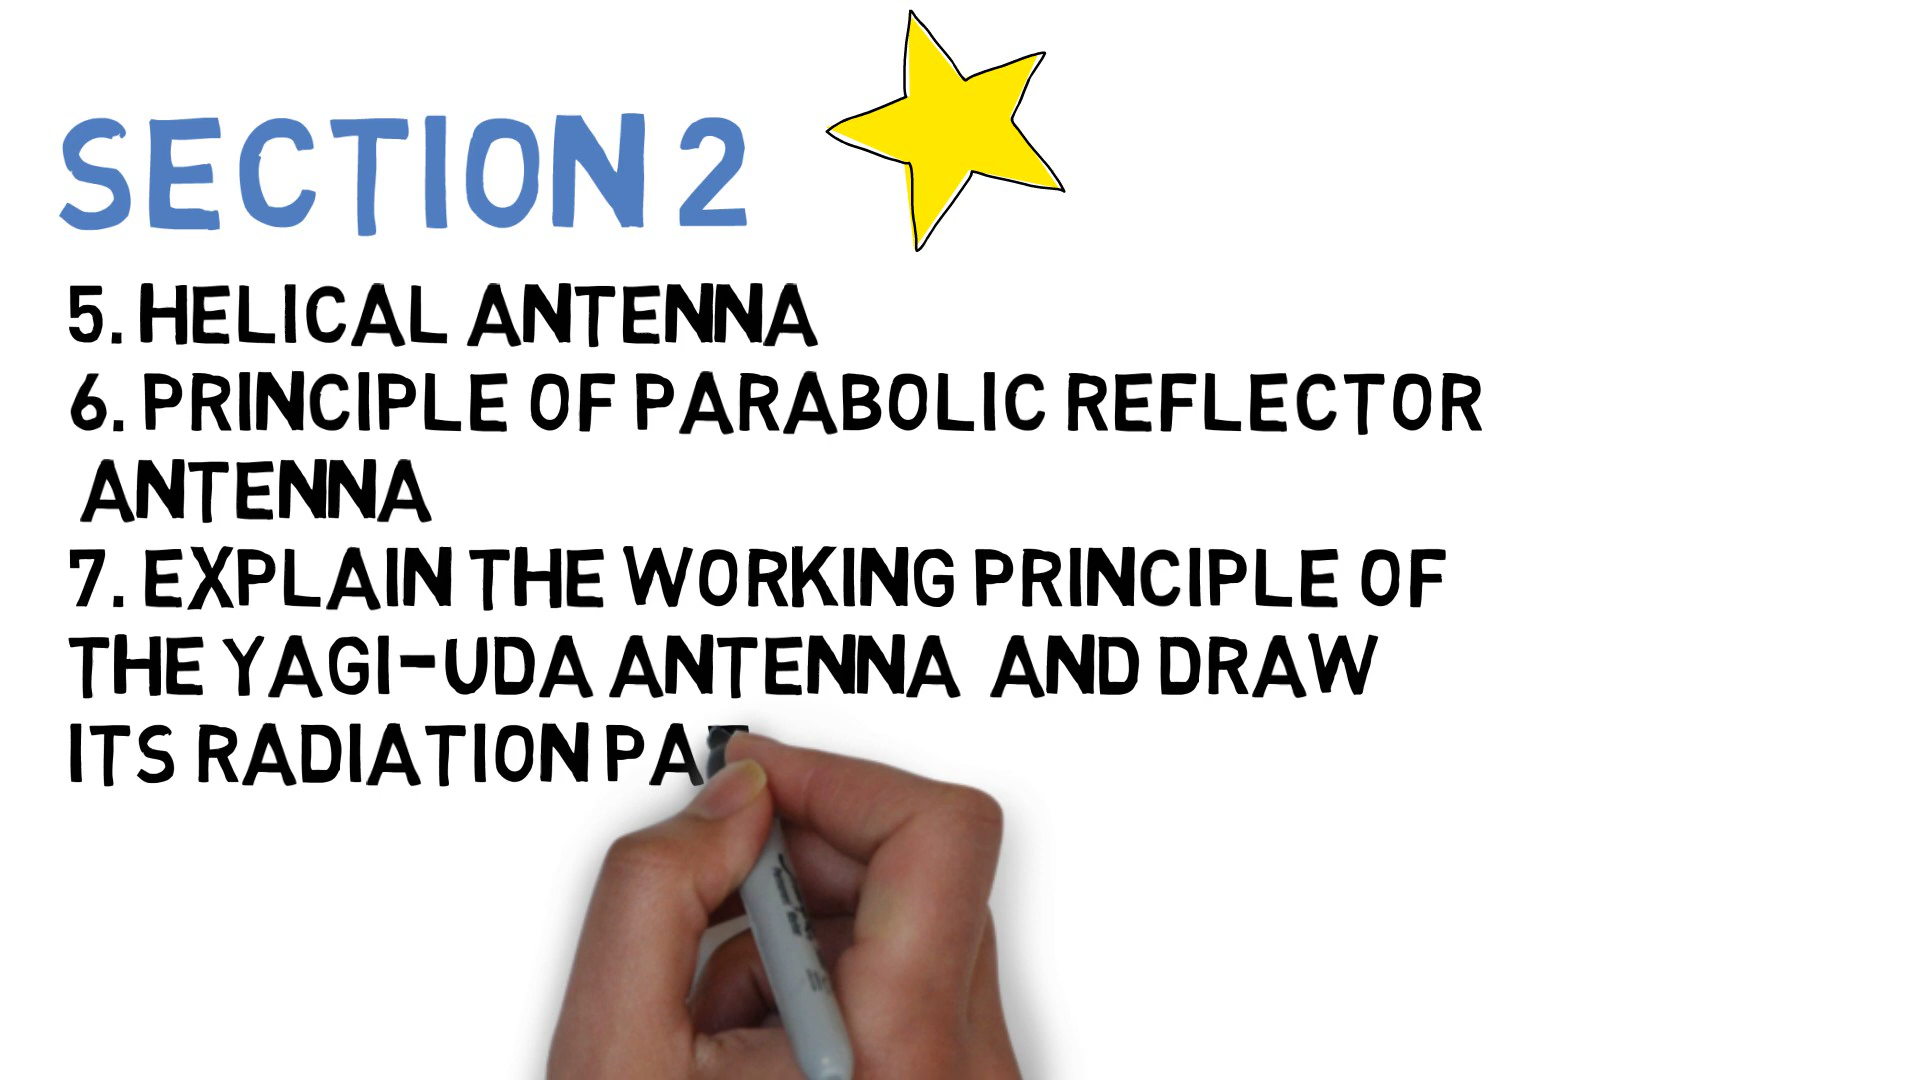 SECTION 2
5. HELICAL ANTENNA
6. PRINCIPLE OF PARABOLIC REFLECTOR
ANTENNA
7. EXPLAIN THE WORKING PRINCIPLE OF
THE YAGI-UDA ANTENNA AND DRAW
ITS RADIATION PAT